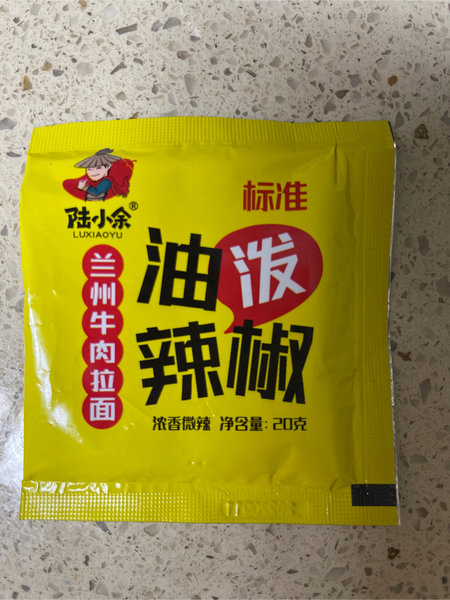 标准
陆小余®
LUXIAOYU
兰州牛肉拉面
油泼
辣椒
浓香微辣 净含量:20克